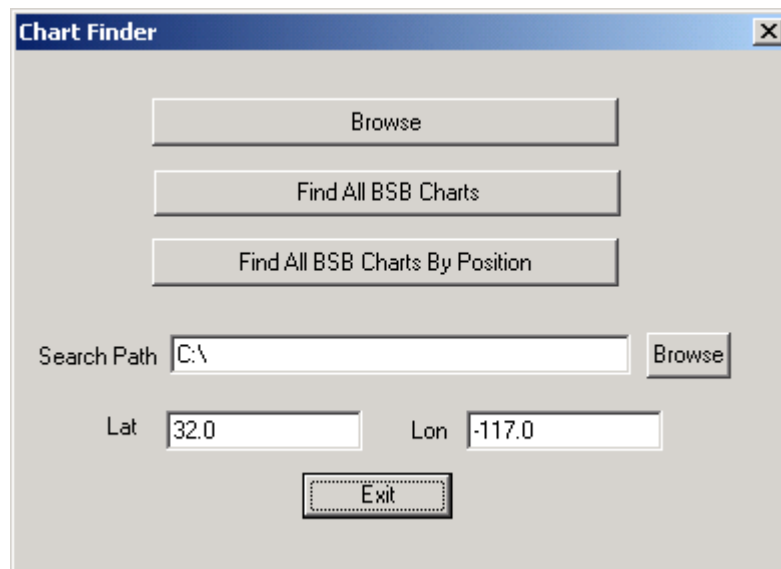 Chart Finder
Browse
Find All BSB Charts
Find All BSB Charts By Position
Search Path C:\ Browse
Lat 32.0 Lon -117.0
Exit